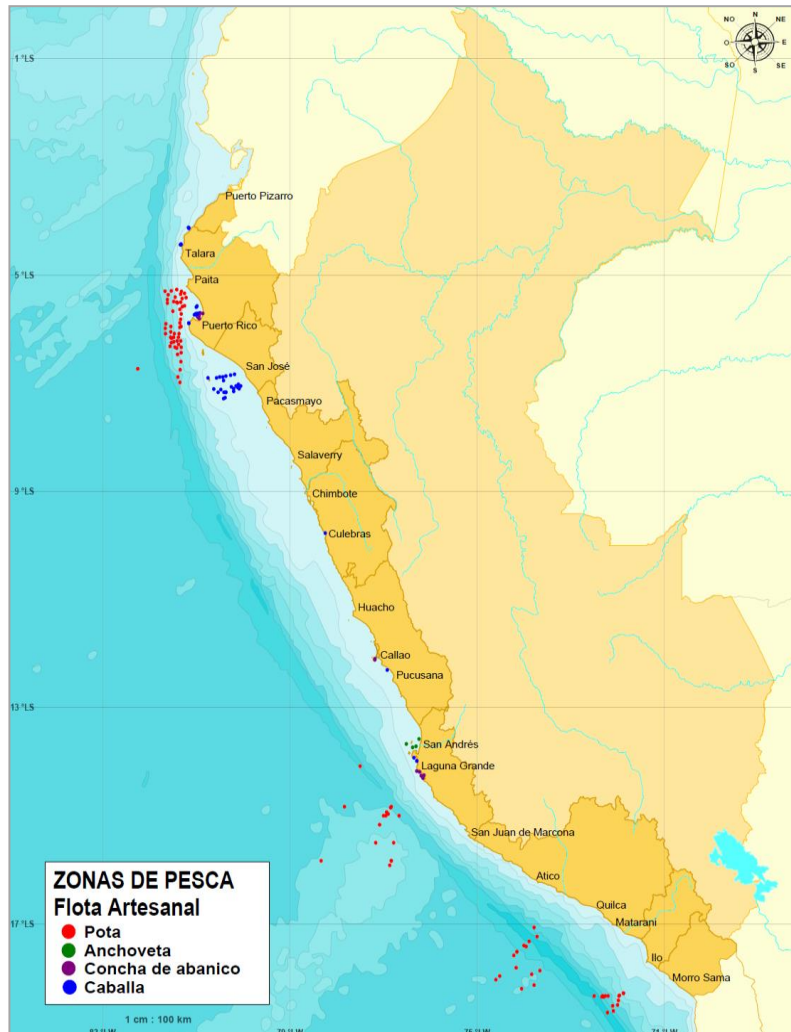 N
NO NE
O E
SO SE
S
1 °LS
Puerto Pizarro
Talara
5 °LS
Paita
Puerto Rico
San José
Pacasmayo
Salaverry
9 °LS
Chimbote
Culebras
Huacho
Callao
Pucusana
13 °LS
San Andrés
Laguna Grande
San Juan de Marcona
Atico
Quilca
17 °LS
Matarani
Ilo
Morro Sama
ZONAS DE PESCA
Flota Artesanal
Pota
Anchoveta
Concha de abanico
Caballa
1 cm : 100 km